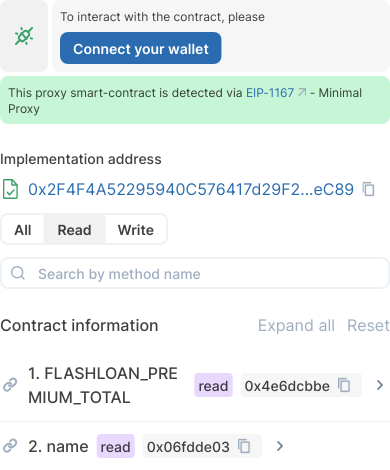 To interact with the contract, please
Connect your wallet
This proxy smart-contract is detected via EIP-1167 - Minimal
Proxy
Implementation address
0x2F4F4A52295940C576417d29F2...eC89
All Read Write
Search by method name
Contract information Expand all Reset
1. FLASHLOAN_PRE
MIUM_TOTAL read 0x4e6dcbbe
2. name read 0x06fdde03